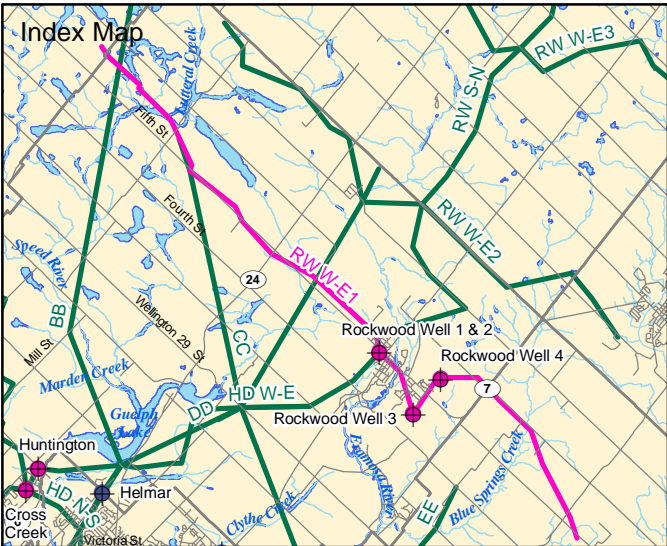 Index Map
RW W-E3
Lutteral Creek
Fifth St
RW S-N
Fourth St
RW W-E2
Speed River
RW W-E1
24
BB
Wellington 29 St
CC
Mill St
Rockwood Well 1 & 2
Rockwood Well 4
Marden Creek
HD W-E
7
DD
Guelph
Lake
Rockwood Well 3
Huntington
Eramosa River
Blue Springs Creek
HD N-S
Helmar
Cross
Creek
Clythe Creek
EE
Victoria St